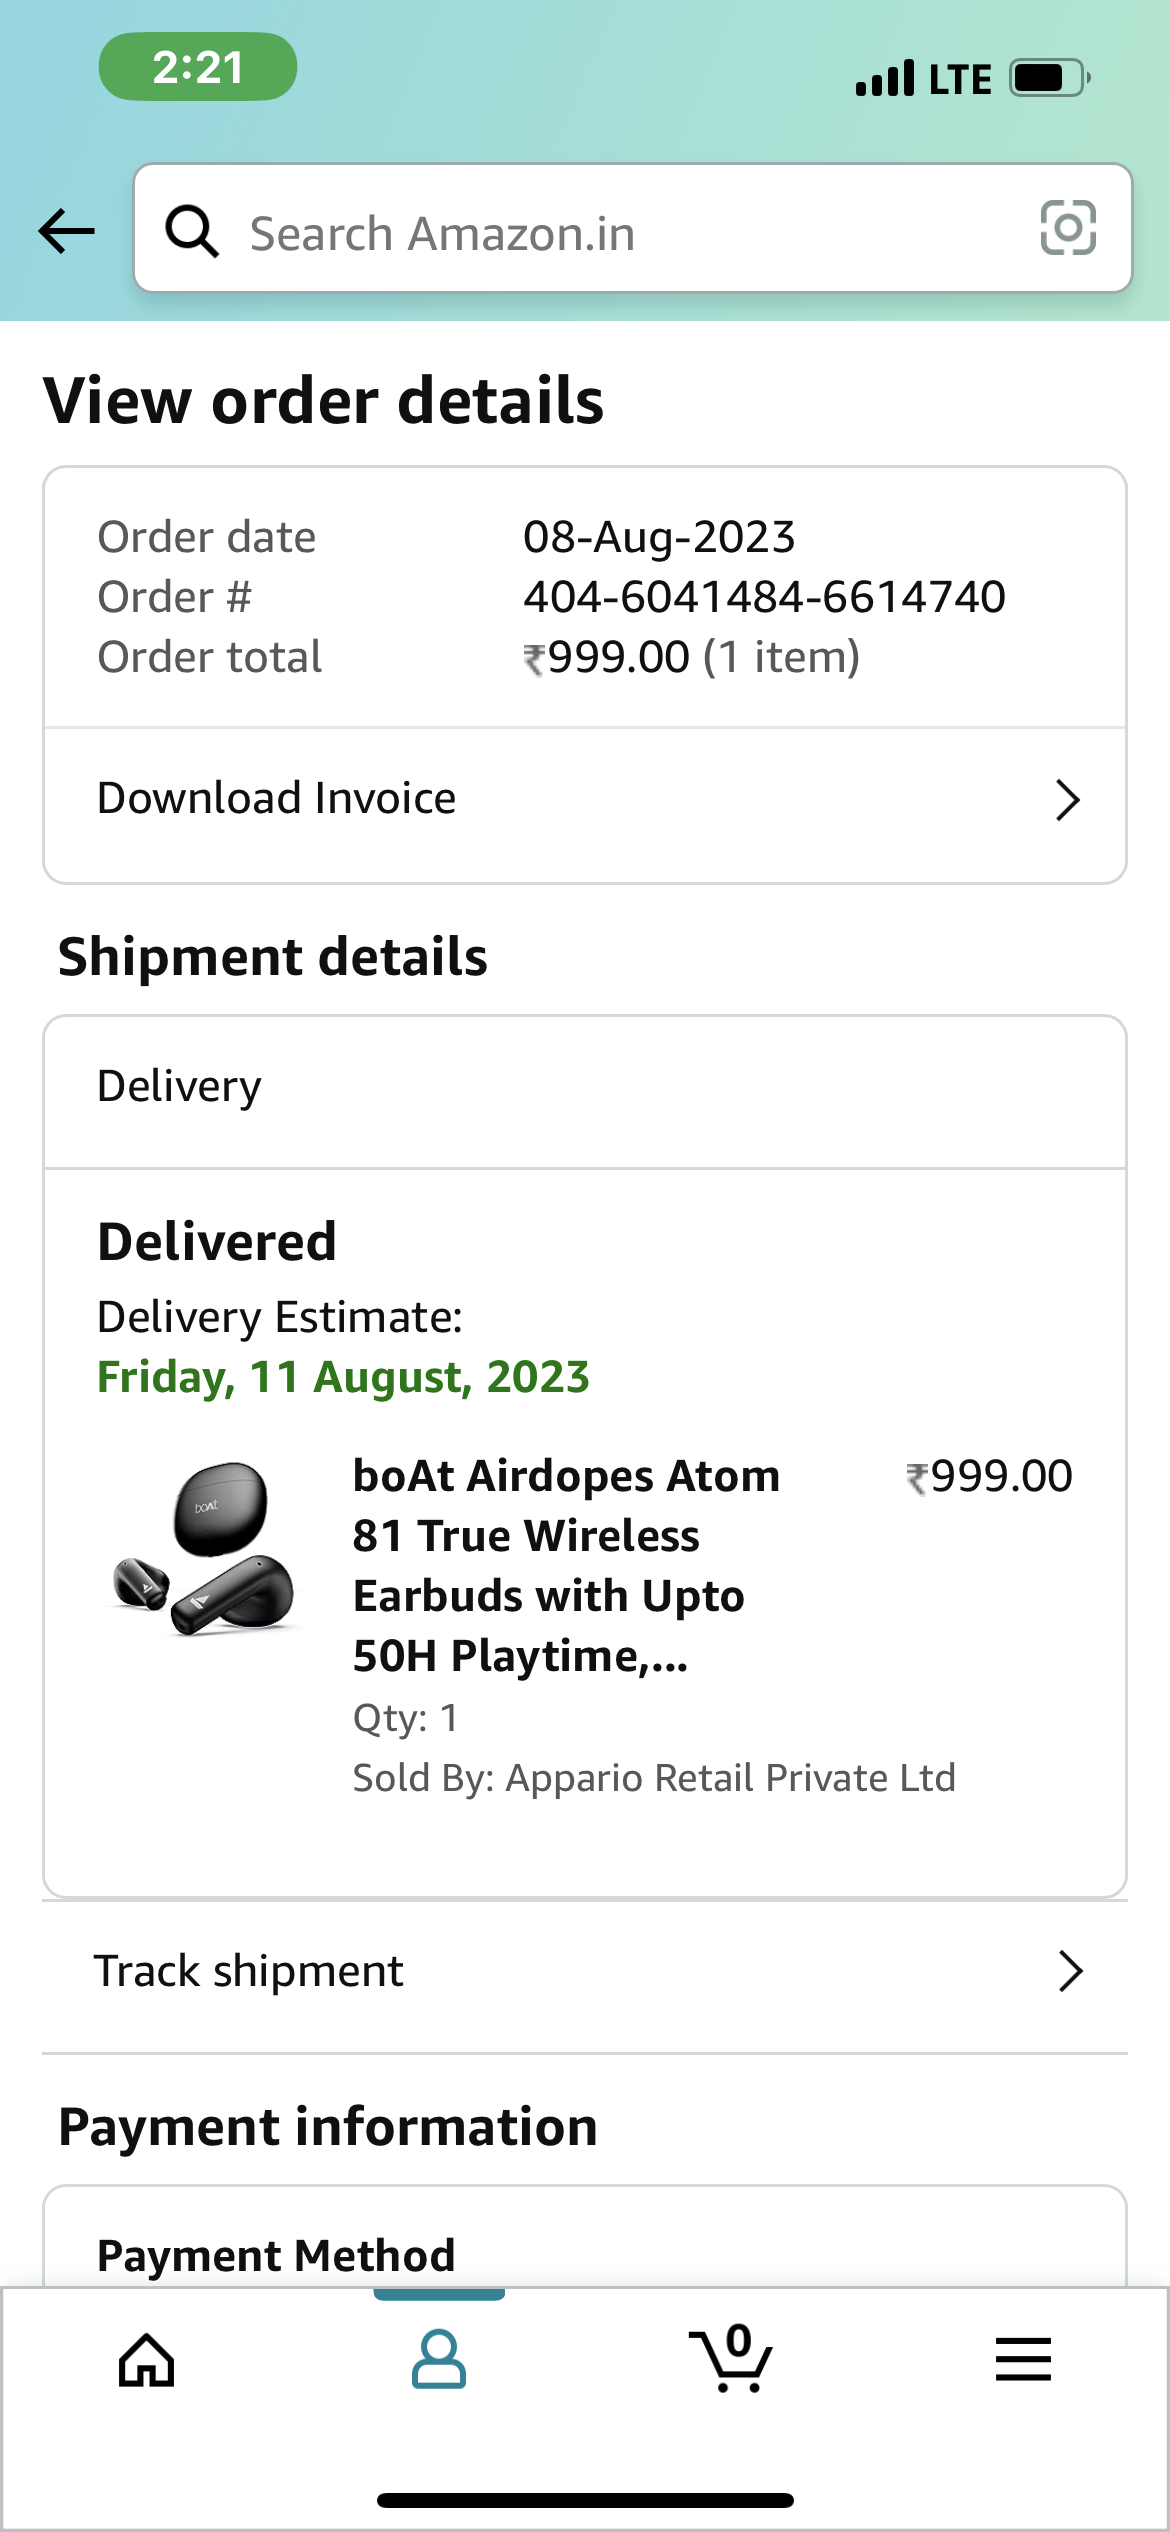 2:21
LTE
Search Amazon.in
View order details
Order date 08-Aug-2023
Order # 404-6041484-6614740
Order total ₹999.00 (1 item)
Download Invoice
Shipment details
Delivery
Delivered
Delivery Estimate:
Friday, 11 August, 2023
boAt
boAt Airdopes Atom ₹999.00
81 True Wireless
Earbuds with Upto
50H Playtime,...
Qty: 1
Sold By: Appario Retail Private Ltd
Track shipment
Payment information
Payment Method
0